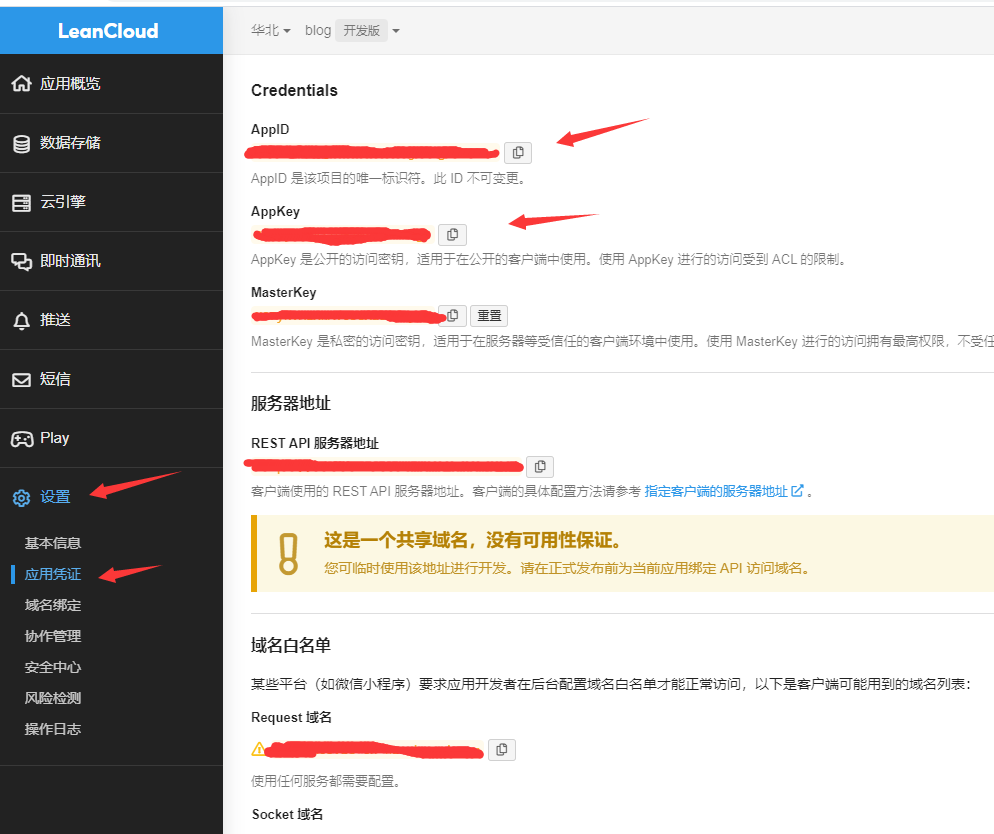 LeanCloud
华北
blog
开发版
应用概览
数据存储
云引擎
即时通讯
推送
短信
Play
设置
基本信息
应用凭证
域名绑定
协作管理
安全中心
风险检测
操作日志
Credentials
AppID
AppID 是该项目的唯一标识符。此 ID 不可变更。
AppKey
AppKey 是公开的访问密钥，适用于在公开的客户端中使用。使用 AppKey 进行的访问受到 ACL 的限制。
MasterKey
重置
MasterKey 是私密的访问密钥，适用于在服务器等受信任的客户端环境中使用。使用 MasterKey 进行的访问拥有最高权限，不受任
服务器地址
REST API 服务器地址
客户端使用的 REST API 服务器地址。客户端的具体配置方法请参考 指定客户端的服务器地址 。
这是一个共享域名，没有可用性保证。
您可临时使用该地址进行开发。请在正式发布前为当前应用绑定 API 访问域名。
域名白名单
某些平台（如微信小程序）要求应用开发者在后台配置域名白名单才能正常访问，以下是客户端可能用到的域名列表：
Request 域名
使用任何服务都需要配置。
Socket 域名